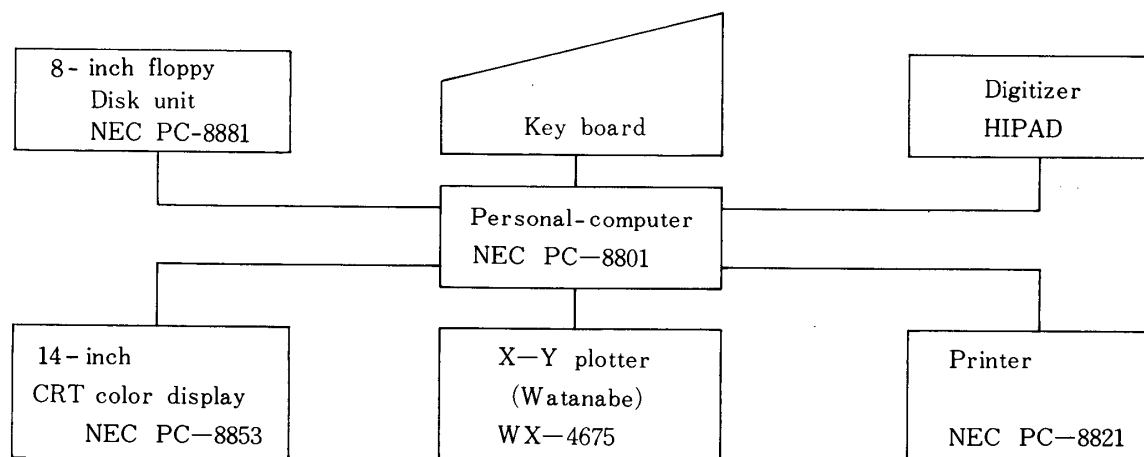 8-inch floppy
Disk unit
NEC PC-8881
Key board
Digitizer
HIPAD
Personal-computer
NEC PC-8801
14-inch
CRT color display
NEC PC-8853
X-Y plotter
(Watanabe)
WX-4675
Printer
NEC PC-8821